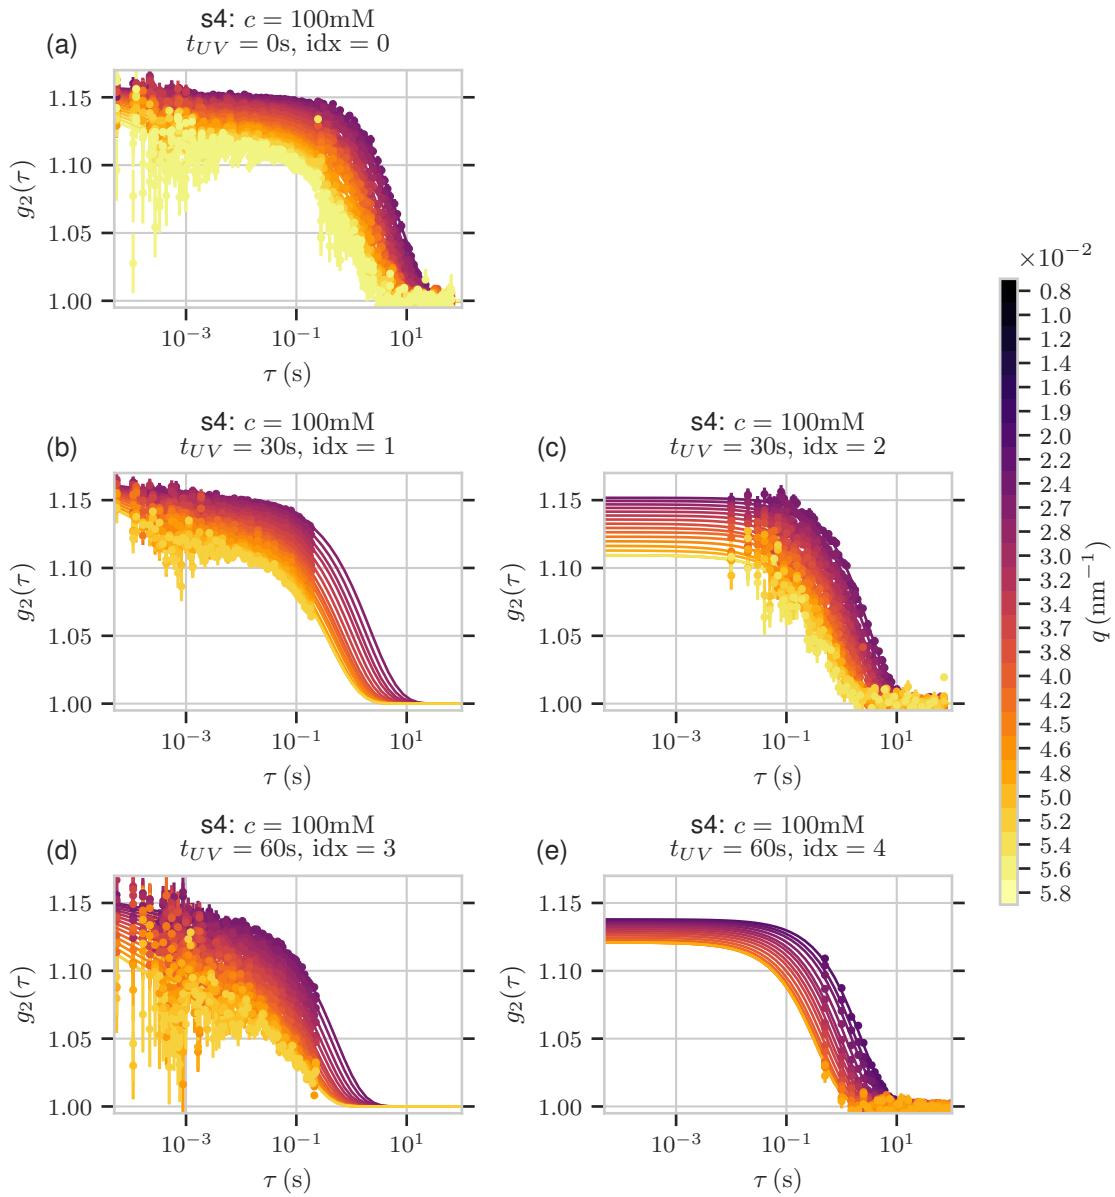 s4: c = 100mM
(a) t_UV = 0s, idx = 0
1.15
1.10
1.05
1.00
g₂(τ)
10⁻³ 10⁻¹ 10¹
τ (s)
s4: c = 100mM
(b) t_UV = 30s, idx = 1
1.15
1.10
1.05
1.00
g₂(τ)
10⁻³ 10⁻¹ 10¹
τ (s)
s4: c = 100mM
(c) t_UV = 30s, idx = 2
1.15
1.10
1.05
1.00
g₂(τ)
10⁻³ 10⁻¹ 10¹
τ (s)
s4: c = 100mM
(d) t_UV = 60s, idx = 3
1.15
1.10
1.05
1.00
g₂(τ)
10⁻³ 10⁻¹ 10¹
τ (s)
s4: c = 100mM
(e) t_UV = 60s, idx = 4
1.15
1.10
1.05
1.00
g₂(τ)
10⁻³ 10⁻¹ 10¹
τ (s)
×10⁻²
0.8
1.0
1.2
1.4
1.6
1.9
2.0
2.2
2.4
2.6
2.7
2.9
3.0
3.2
3.4
3.7
3.8
4.0
4.2
4.5
4.6
4.8
5.0
5.2
5.4
5.6
5.8
q (nm⁻¹)